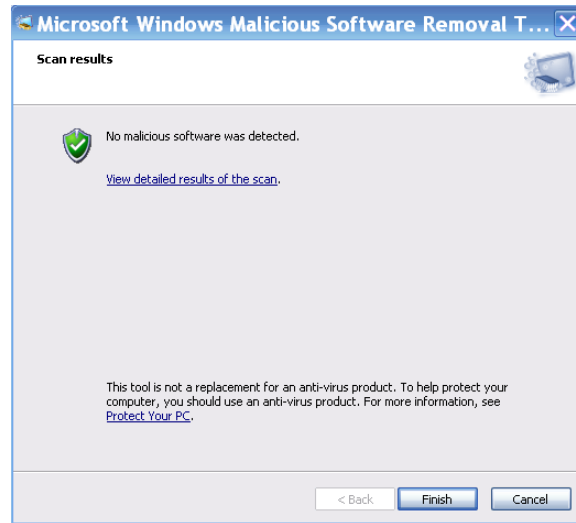 Microsoft Windows Malicious Software Removal T...
Scan results
No malicious software was detected.
View detailed results of the scan.
This tool is not a replacement for an anti-virus product. To help protect your
computer, you should use an anti-virus product. For more information, see
Protect Your PC.
< Back Finish Cancel